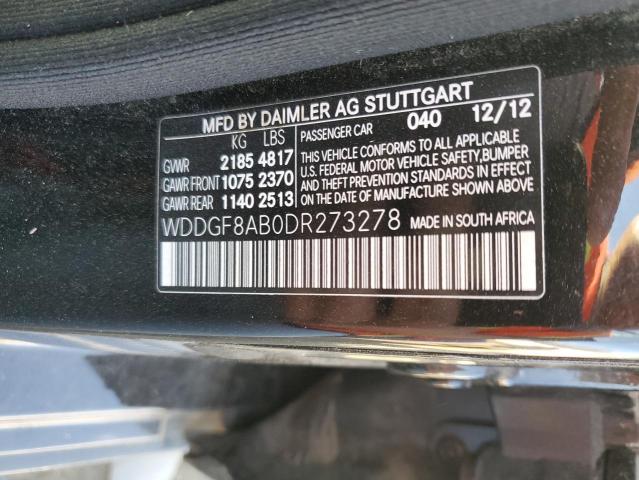 MFD BY DAIMLER AG STUTTGART
KG LBS PASSENGER CAR 040 12/12
GVWR 2185 4817
GAWR FRONT 1075 2370
GAWR REAR 1140 2513
THIS VEHICLE CONFORMS TO ALL APPLICABLE
U.S. FEDERAL MOTOR VEHICLE SAFETY,BUMPER
AND THEFT PREVENTION STANDARDS IN EFFECT
ON THE DATE OF MANUFACTURE SHOWN ABOVE.
WDDGF8AB0DR273278 MADE IN SOUTH AFRICA